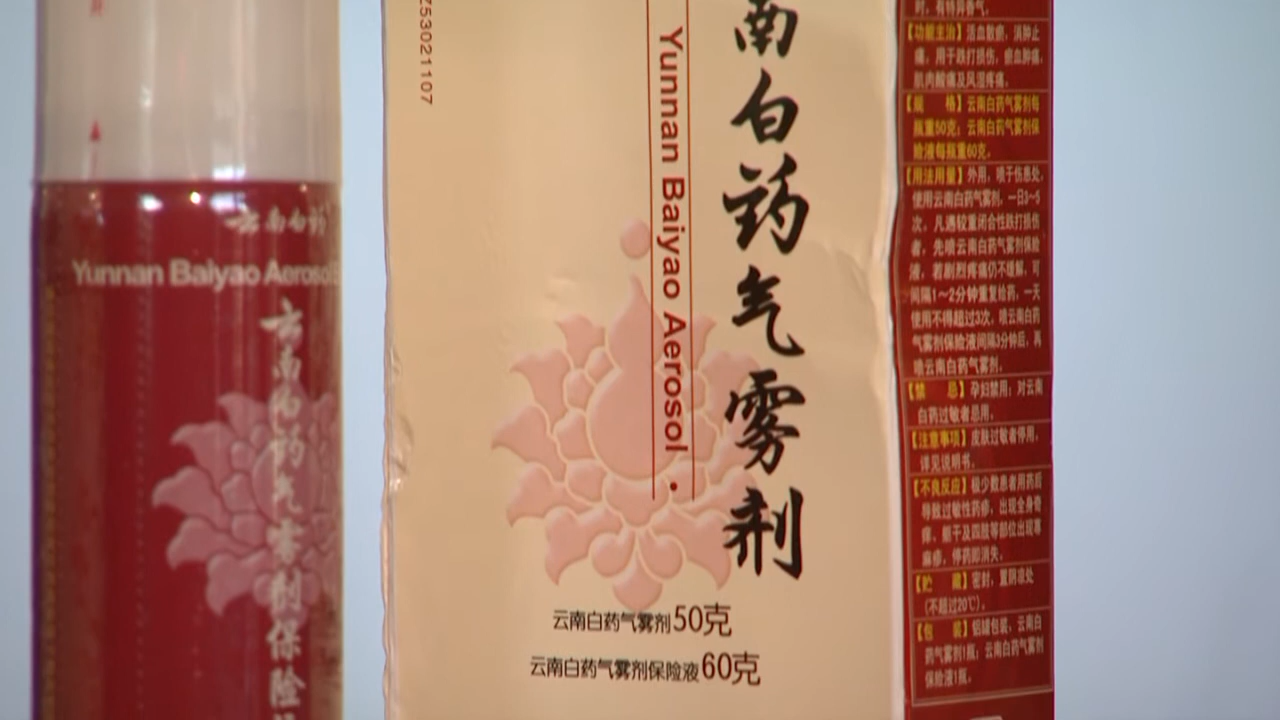 云南白药
Yunnan Baiyao Aerosol
云南白药气雾剂保险
Z53021107
Yunnan Baiyao Aerosol
南白药气雾剂
云南白药气雾剂50克
云南白药气雾剂保险液60克
时，有特异香气。
【功能主治】活血散瘀，消肿止
痛。用于跌打损伤，瘀血肿痛，
肌肉酸痛及风湿疼痛。
【规 格】云南白药气雾剂每
瓶重50克；云南白药气雾剂保
险液每瓶重60克。
【用法用量】外用，喷于伤患处。
使用云南白药气雾剂，一日3～5
次。凡遇较重闭合性跌打损伤
者，先喷云南白药气雾剂保险
液，若剧烈疼痛仍不缓解，可
间隔1～2分钟重复给药，一天
使用不得超过3次。喷云南白药
气雾剂保险液间隔3分钟后，再
喷云南白药气雾剂。
【禁 忌】孕妇禁用；对云南
白药过敏者忌用。
【注意事项】皮肤过敏者停用。
详见说明书。
【不良反应】极少数患者用药后
导致过敏性药疹，出现全身奇
痒、躯干及四肢等部位出现荨
麻疹，停药即消失。
【贮 藏】密封，置阴凉处
（不超过20℃）。
【包 装】铝罐包装，云南白
药气雾剂1瓶；云南白药气雾剂
保险液1瓶。